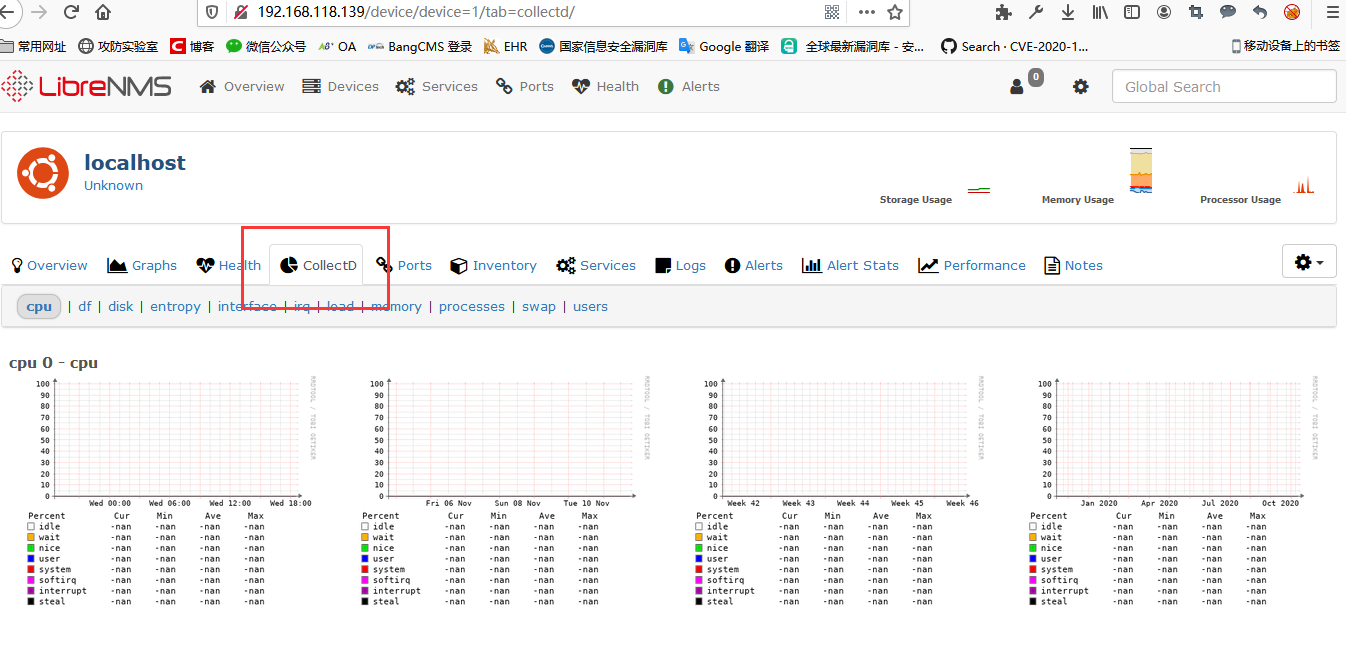 192.168.118.139/device/device=1/tab=collectd/
常用网址 攻防实验室 C 博客 微信公众号 AB+ OA BangCMS 登录 EHR 国家信息安全漏洞库 Google 翻译 全球最新漏洞库 - 安... Search · CVE-2020-1... 移动设备上的书签
LibreNMS Overview Devices Services Ports Health Alerts 0 Global Search
localhost
Unknown
Storage Usage Memory Usage Processor Usage
Overview Graphs Health CollectD Ports Inventory Services Logs Alerts Alert Stats Performance Notes
cpu | df | disk | entropy | interface | irq | load | memory | processes | swap | users
cpu 0 - cpu
100 100 100 100
90 90 90 90
80 80 80 80
70 70 70 70
60 60 60 60
50 50 50 50
40 40 40 40
30 30 30 30
20 20 20 20
10 10 10 10
0 0 0 0
RRDTOOL / TOBI OETIKER RRDTOOL / TOBI OETIKER RRDTOOL / TOBI OETIKER RRDTOOL / TOBI OETIKER
Wed 00:00 Wed 06:00 Wed 12:00 Wed 18:00 Fri 06 Nov Sun 08 Nov Tue 10 Nov Week 42 Week 43 Week 44 Week 45 Week 46 Jan 2020 Apr 2020 Jul 2020 Oct 2020
Percent Cur Min Ave Max Percent Cur Min Ave Max Percent Cur Min Ave Max Percent Cur Min Ave Max
idle -nan -nan -nan -nan idle -nan -nan -nan -nan idle -nan -nan -nan -nan idle -nan -nan -nan -nan
wait -nan -nan -nan -nan wait -nan -nan -nan -nan wait -nan -nan -nan -nan wait -nan -nan -nan -nan
nice -nan -nan -nan -nan nice -nan -nan -nan -nan nice -nan -nan -nan -nan nice -nan -nan -nan -nan
user -nan -nan -nan -nan user -nan -nan -nan -nan user -nan -nan -nan -nan user -nan -nan -nan -nan
system -nan -nan -nan -nan system -nan -nan -nan -nan system -nan -nan -nan -nan system -nan -nan -nan -nan
softirq -nan -nan -nan -nan softirq -nan -nan -nan -nan softirq -nan -nan -nan -nan softirq -nan -nan -nan -nan
interrupt -nan -nan -nan -nan interrupt -nan -nan -nan -nan interrupt -nan -nan -nan -nan interrupt -nan -nan -nan -nan
steal -nan -nan -nan -nan steal -nan -nan -nan -nan steal -nan -nan -nan -nan steal -nan -nan -nan -nan